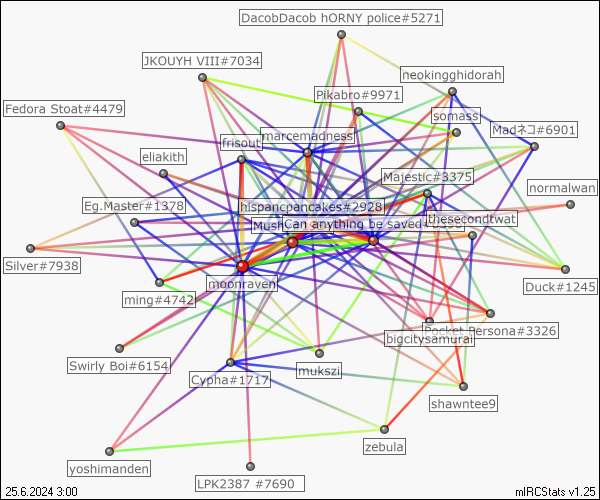 DacobDacob hORNY police#5271
JKOUYH VIII#7034
neokingghidorah
Pikabro#9971
Fedora Stoat#4479
somass
marcemadness
Madネコ#6901
frisout
eliakith
Majestic#3375
normalwan
Eg.Master#1378
hispanopancakes#2928
thesecondtwat
Can anything be saved
Silver#7938
moonraven
Duck#1245
ming#4742
Pocket Persona#3326
bigcitysamurai
Swirly Boi#6154
mukszi
Cypha#1717
shawntee9
zebula
yoshimanden
LPK2387 #7690
25.6.2024 3:00
mIRCStats v1.25